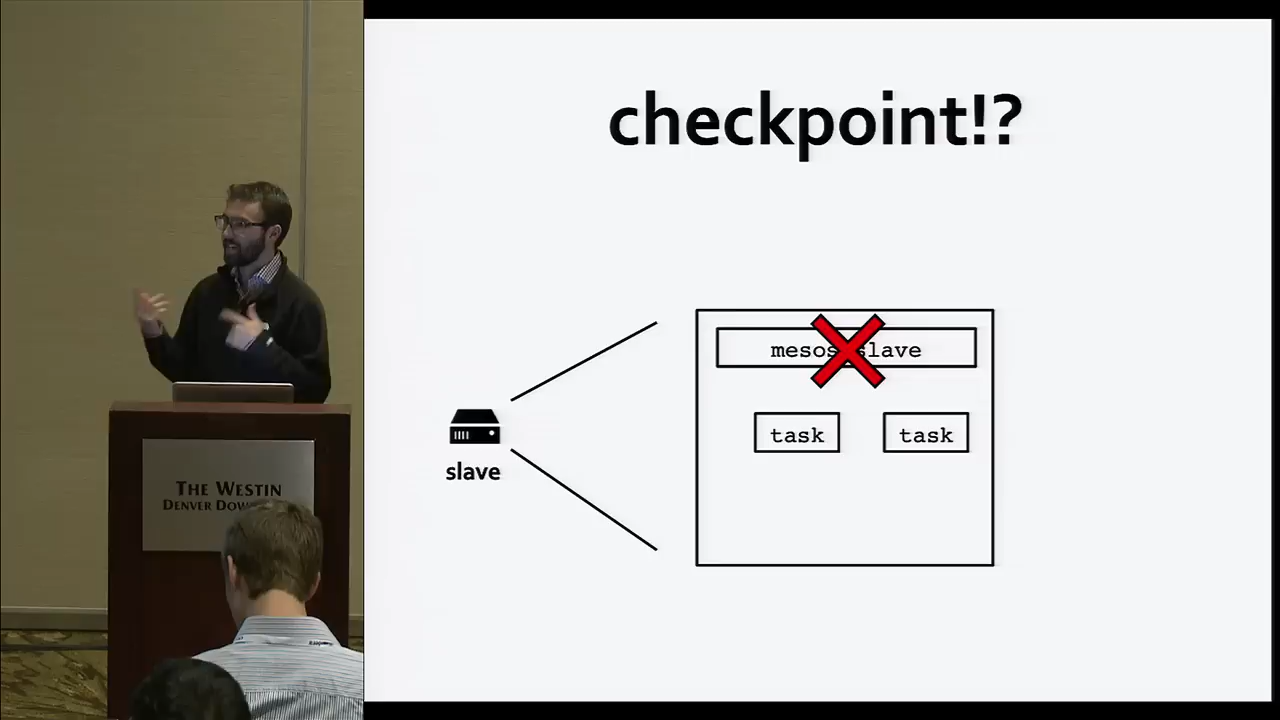 checkpoint!?
mesos slave
task task
slave
THE WESTIN